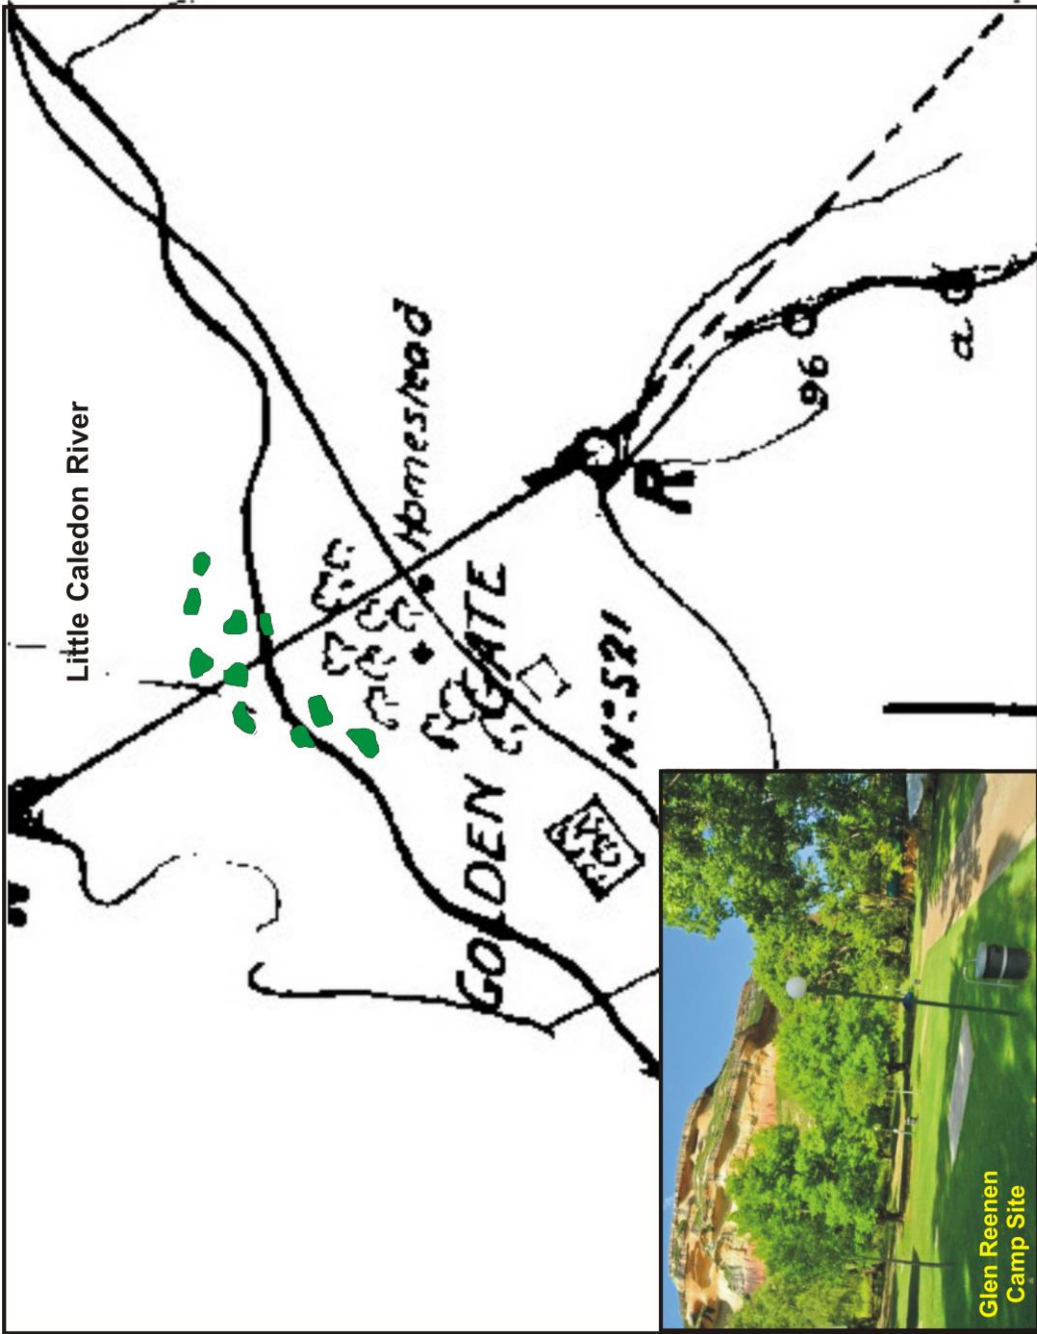 Little Caledon River
Homestead
GOLDEN GATE
Nº 521
R
96
a
Glen Reenen
Camp Site